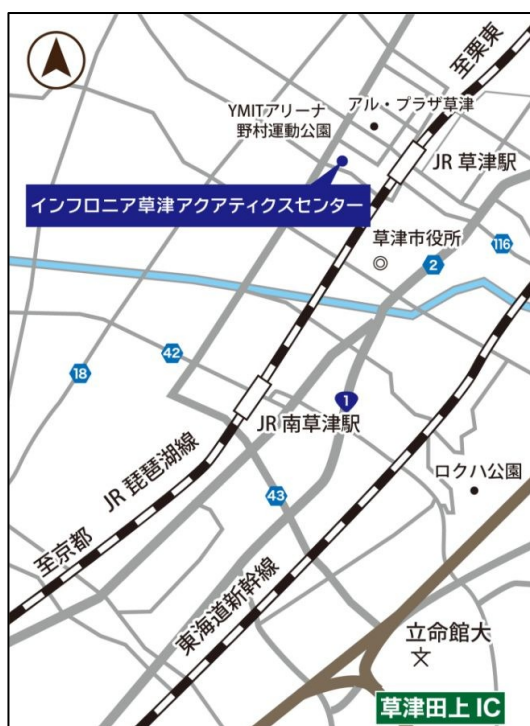 至栗東
YMITアリーナ
野村運動公園
アル・プラザ草津
JR 草津駅
インフロニア草津アクアティクスセンター
草津市役所
116
2
42
18
1
JR 南草津駅
JR 琵琶湖線
ロクハ公園
43
至京都
東海道新幹線
立命館大
草津田上 IC